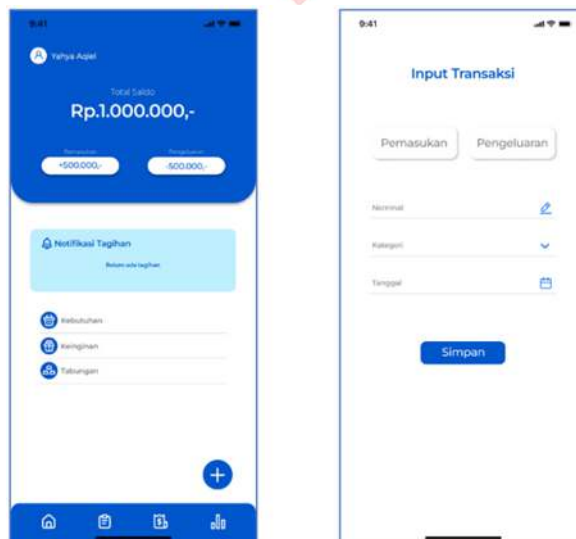 9:41
Yahya Aqiel
Total Saldo
Rp.1.000.000,-
Pemasukan
Pengeluaran
+500.000,-
-500.000,-
Notifikasi Tagihan
Belum ada tagihan
Kebutuhan
Keinginan
Tabungan
9:41
Input Transaksi
Pemasukan
Pengeluaran
Nominal
Kategori
Tanggal
Simpan